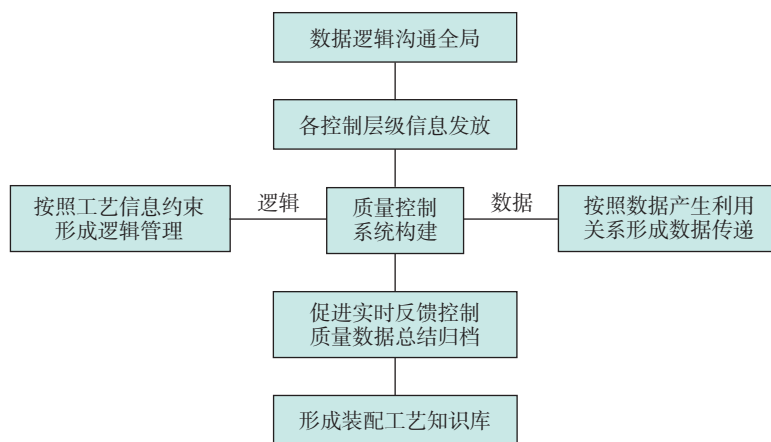 数据逻辑沟通全局
各控制层级信息发放
按照工艺信息约束
形成逻辑管理
逻辑
质量控制
系统构建
数据
按照数据产生利用
关系形成数据传递
促进实时反馈控制
质量数据总结归档
形成装配工艺知识库